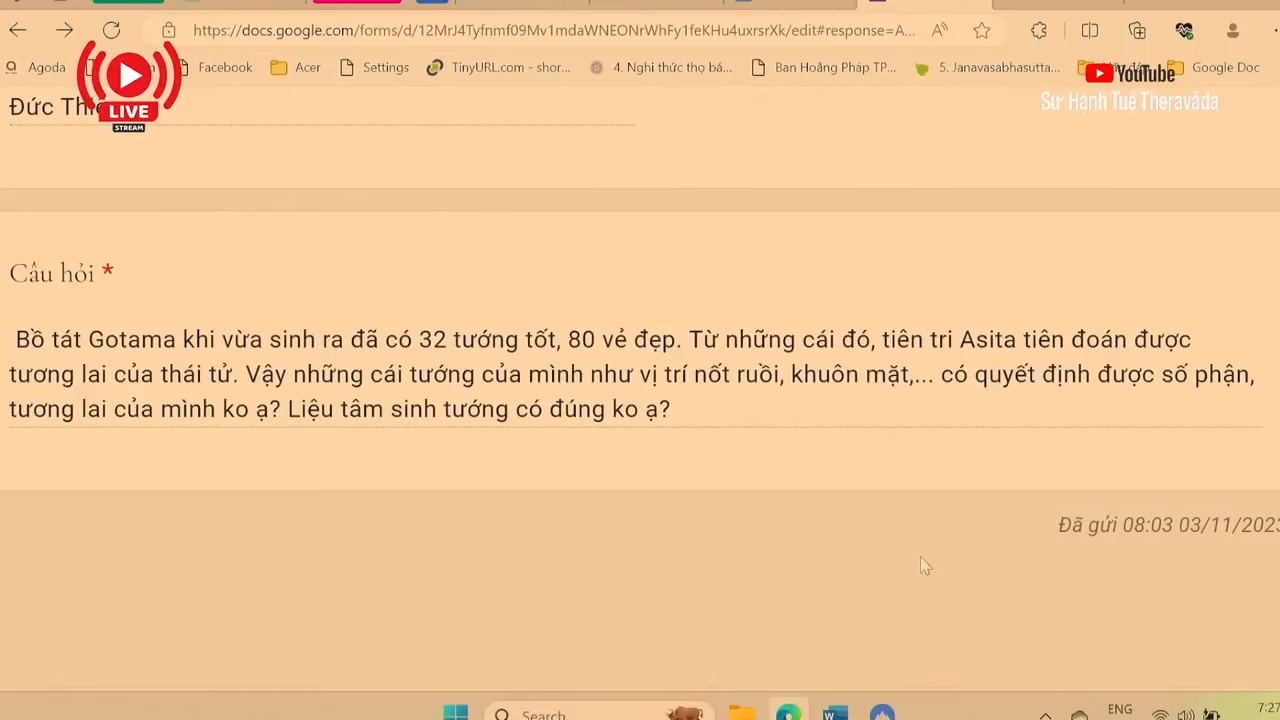 https://docs.google.com/forms/d/12MrJ4Tyfnmf09Mv1mdaWNEONrWhFy1feKHu4uxrsrXk/edit#response=A...
Agoda Facebook Acer Settings TinyURL.com - shor... 4. Nghi thức thọ bá... Ban Hoằng Pháp TP... 5. Janavasabhasutta... Google Doc
YouTube
Sư Hạnh Tuệ Theravāda
LIVE
STREAM
Đức
Câu hỏi *
Bồ tát Gotama khi vừa sinh ra đã có 32 tướng tốt, 80 vẻ đẹp. Từ những cái đó, tiên tri Asita tiên đoán được
tương lai của thái tử. Vậy những cái tướng của mình như vị trí nốt ruồi, khuôn mặt,... có quyết định được số phận,
tương lai của mình ko ạ? Liệu tâm sinh tướng có đúng ko ạ?
Đã gửi 08:03 03/11/2023
Search
ENG
7:27